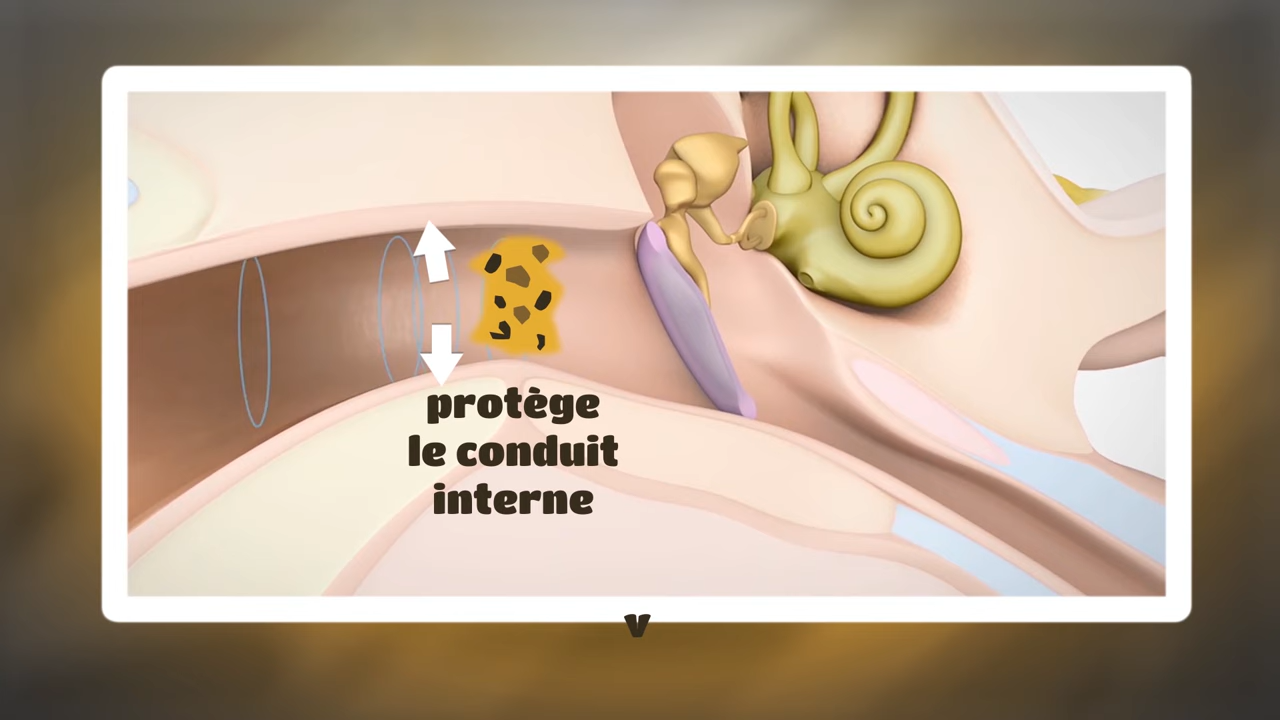 protège
le conduit
interne
v